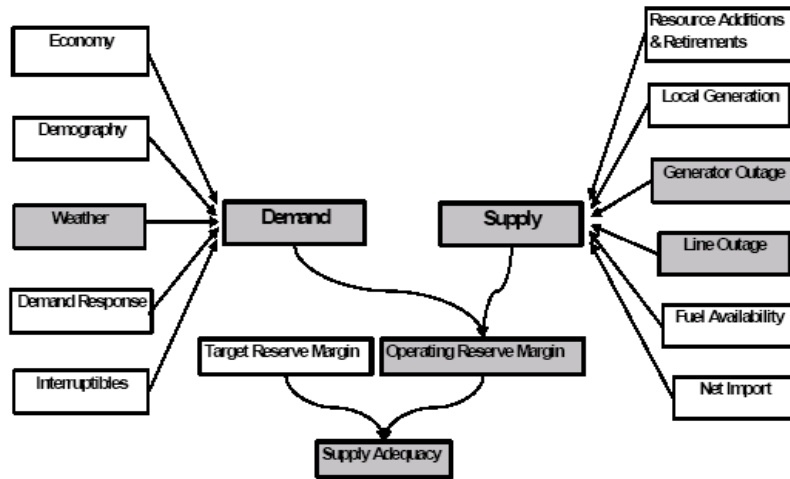 Economy
Demography
Weather
Demand Response
Interruptibles
Demand
Supply
Resource Additions
& Retirements
Local Generation
Generator Outage
Line Outage
Fuel Availability
Net Import
Target Reserve Margin
Operating Reserve Margin
Supply Adequacy